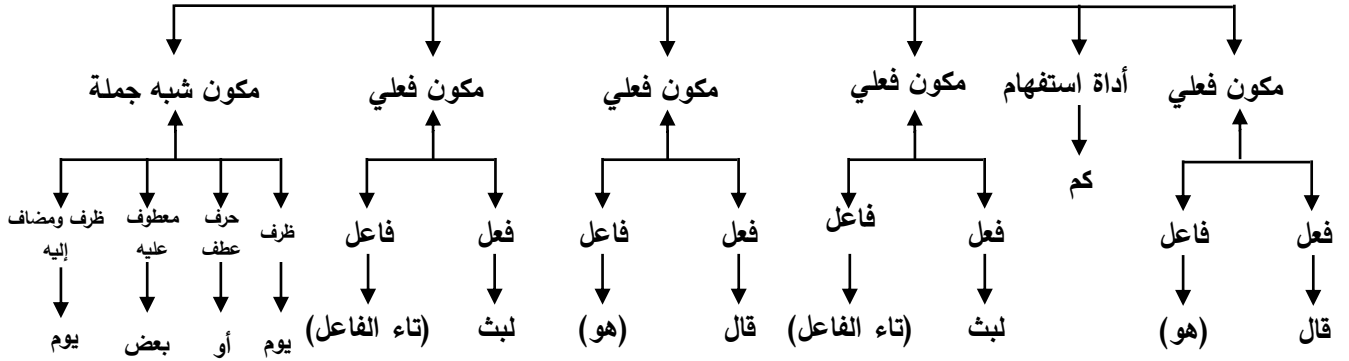 مكون فعلي أداة استفهام مكون فعلي مكون فعلي مكون فعلي مكون شبه جملة
كم
فعل فاعل فعل فاعل فعل فاعل فعل فاعل ظرف حرف عطف معطوف عليه ظرف ومضاف إليه
قال (هو) لبث (تاء الفاعل) قال (هو) لبث (تاء الفاعل) يوم أو بعض يوم